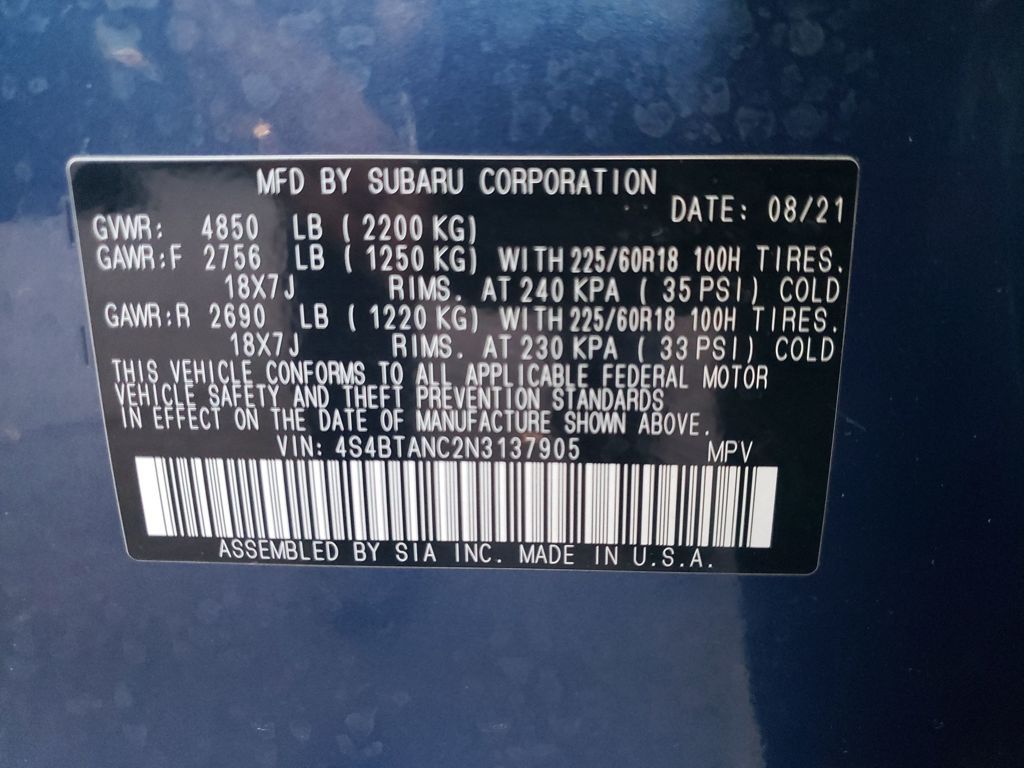 MFD BY SUBARU CORPORATION
DATE: 08/21
GVWR: 4850 LB ( 2200 KG)
GAWR:F 2756 LB ( 1250 KG) WITH 225/60R18 100H TIRES.
18X7J RIMS. AT 240 KPA ( 35 PSI) COLD
GAWR:R 2690 LB ( 1220 KG) WITH 225/60R18 100H TIRES.
18X7J RIMS. AT 230 KPA ( 33 PSI) COLD
THIS VEHICLE CONFORMS TO ALL APPLICABLE FEDERAL MOTOR
VEHICLE SAFETY AND THEFT PREVENTION STANDARDS
IN EFFECT ON THE DATE OF MANUFACTURE SHOWN ABOVE.
VIN: 4S4BTANC2N3137905 MPV
ASSEMBLED BY SIA INC. MADE IN U.S.A.